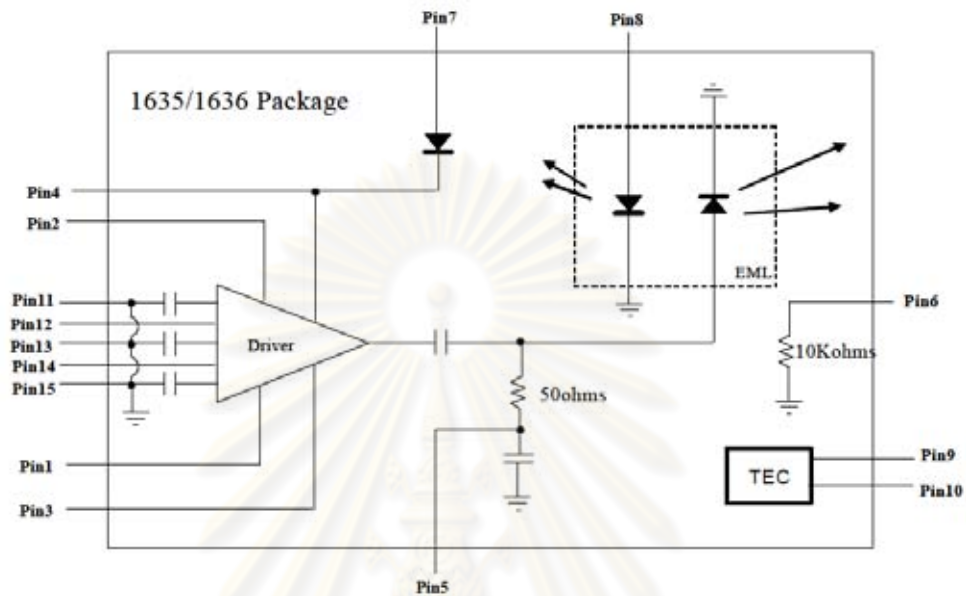 Pin7
Pin8
1635/1636 Package
Pin4
Pin2
EML
Pin11
Pin6
Pin12
Driver
Pin13
10Kohms
Pin14
Pin15
50ohms
Pin1
Pin9
TEC
Pin10
Pin3
Pin5